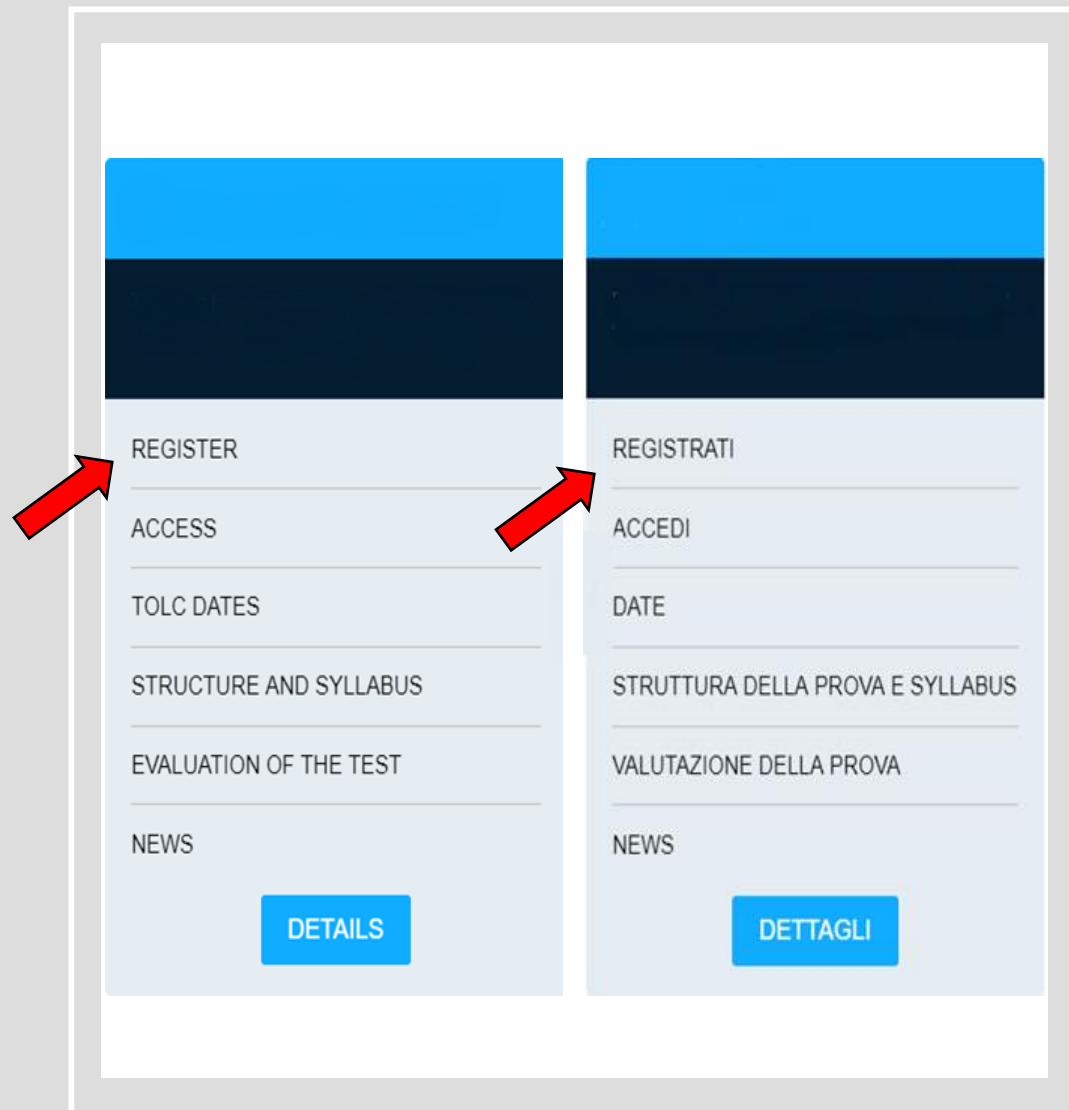 REGISTER
ACCESS
TOLC DATES
STRUCTURE AND SYLLABUS
EVALUATION OF THE TEST
NEWS
DETAILS
REGISTRATI
ACCEDI
DATE
STRUTTURA DELLA PROVA E SYLLABUS
VALUTAZIONE DELLA PROVA
NEWS
DETTAGLI